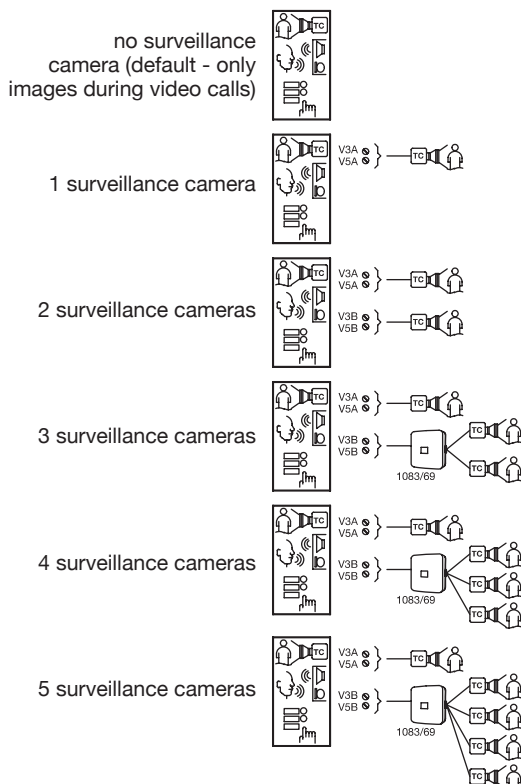 no surveillance
camera (default - only
images during video calls)
TC
1 surveillance camera
TC
V3A
V5A
TC
2 surveillance cameras
TC
V3A
V5A
TC
V3B
V5B
TC
3 surveillance cameras
TC
V3A
V5A
TC
V3B
V5B
1083/69
TC
TC
4 surveillance cameras
TC
V3A
V5A
TC
V3B
V5B
1083/69
TC
TC
TC
5 surveillance cameras
TC
V3A
V5A
TC
V3B
V5B
1083/69
TC
TC
TC
TC